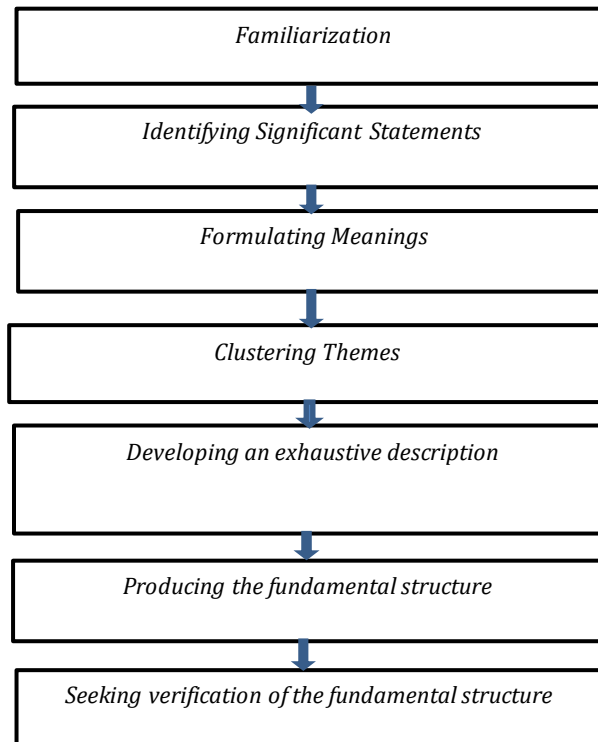 Familiarization
Identifying Significant Statements
Formulating Meanings
Clustering Themes
Developing an exhaustive description
Producing the fundamental structure
Seeking verification of the fundamental structure